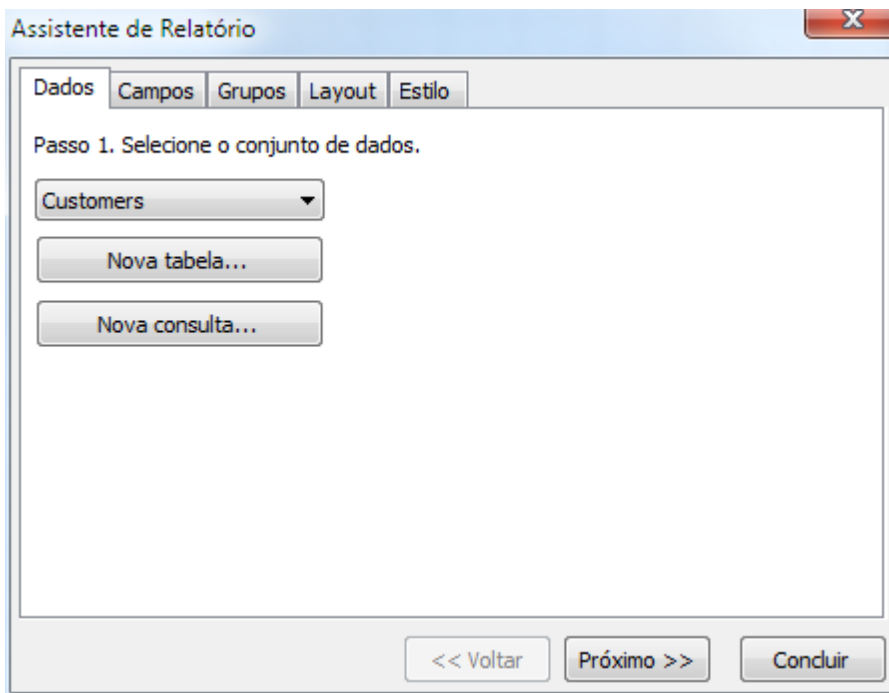 Assistente de Relatório
Dados Campos Grupos Layout Estilo
Passo 1. Selecione o conjunto de dados.
Customers
Nova tabela...
Nova consulta...
<< Voltar Próximo >> Concluir